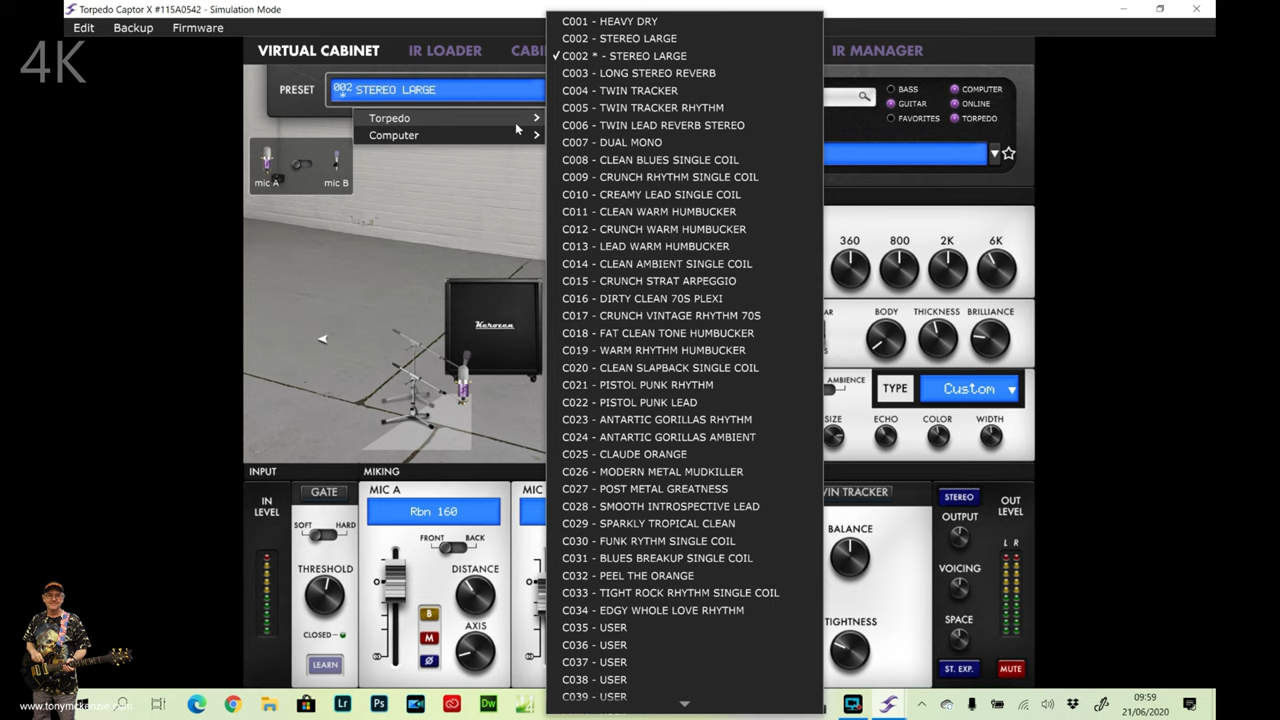 Torpedo Captor X #115A0542 - Simulation Mode
Edit Backup Firmware
4K
VIRTUAL CABINET
IR LOADER
IR MANAGER
PRESET
002 * STEREO LARGE
Torpedo
Computer
mic A
mic B
C001 - HEAVY DRY
C002 - STEREO LARGE
✓ C002 * - STEREO LARGE
C003 - LONG STEREO REVERB
C004 - TWIN TRACKER
C005 - TWIN TRACKER RHYTHM
C006 - TWIN LEAD REVERB STEREO
C007 - DUAL MONO
C008 - CLEAN BLUES SINGLE COIL
C009 - CRUNCH RHYTHM SINGLE COIL
C010 - CREAMY LEAD SINGLE COIL
C011 - CLEAN WARM HUMBUCKER
C012 - CRUNCH WARM HUMBUCKER
C013 - LEAD WARM HUMBUCKER
C014 - CLEAN AMBIENT SINGLE COIL
C015 - CRUNCH STRAT ARPEGGIO
C016 - DIRTY CLEAN 70S PLEXI
C017 - CRUNCH VINTAGE RHYTHM 70S
C018 - FAT CLEAN TONE HUMBUCKER
C019 - WARM RHYTHM HUMBUCKER
C020 - CLEAN SLAPBACK SINGLE COIL
C021 - PISTOL PUNK RHYTHM
C022 - PISTOL PUNK LEAD
C023 - ANTARTIC GORILLAS RHYTHM
C024 - ANTARTIC GORILLAS AMBIENT
C025 - CLAUDE ORANGE
C026 - MODERN METAL MUDKILLER
C027 - POST METAL GREATNESS
C028 - SMOOTH INTROSPECTIVE LEAD
C029 - SPARKLY TROPICAL CLEAN
C030 - FUNK RYTHM SINGLE COIL
C031 - BLUES BREAKUP SINGLE COIL
C032 - PEEL THE ORANGE
C033 - TIGHT ROCK RHYTHM SINGLE COIL
C034 - EDGY WHOLE LOVE RHYTHM
C035 - USER
C036 - USER
C037 - USER
C038 - USER
C039 - USER
BASS COMPUTER
GUITAR ONLINE
FAVORITES TORPEDO
360 800 2K 6K
BODY THICKNESS BRILLIANCE
AMBIENCE TYPE Custom
SIZE ECHO COLOR WIDTH
Kerozen
INPUT
MIKING
IN LEVEL
GATE
SOFT HARD
THRESHOLD
CLOSED
LEARN
MIC A
Rbn 160
FRONT BACK
DISTANCE
AXIS
B
M
Ø
0
∞
MIC
BALANCE
TIGHTNESS
STEREO
OUTPUT
VOICING
SPACE
ST. EXP.
OUT LEVEL
L R
MUTE
www.tonymckenzie.com
Lr Ps Dw
09:59
21/06/2020